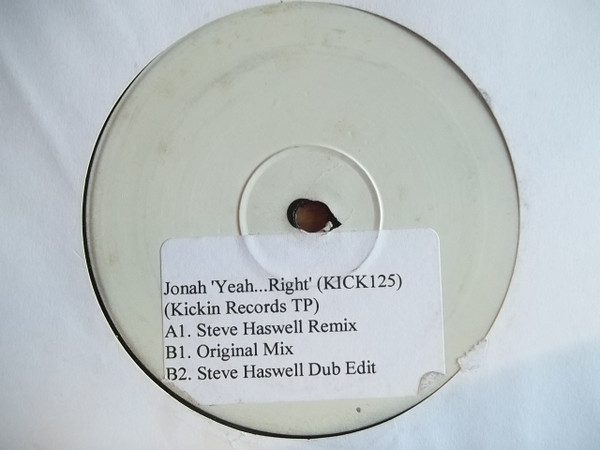 Jonah 'Yeah...Right' (KICK125)
(Kickin Records TP)
A1. Steve Haswell Remix
B1. Original Mix
B2. Steve Haswell Dub Edit